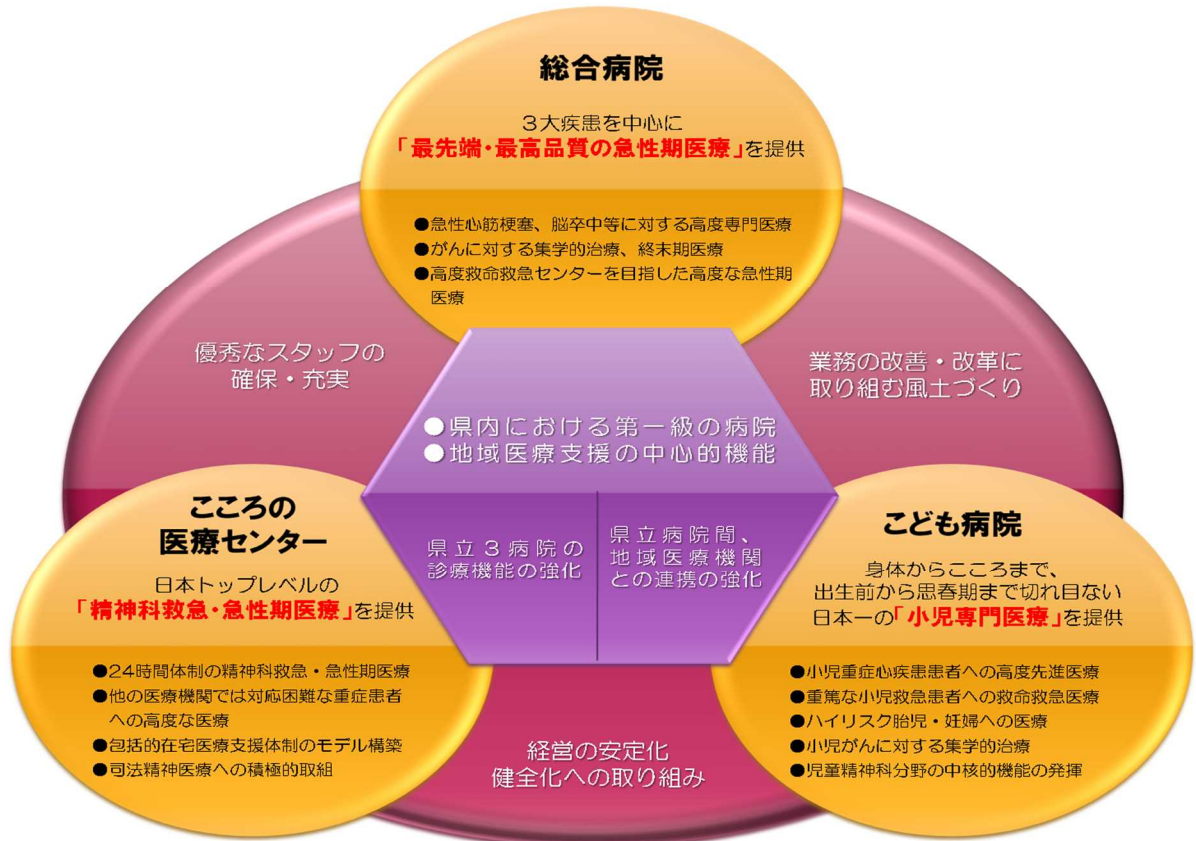 総合病院
3大疾患を中心に
「最先端・最高品質の急性期医療」を提供
●急性心筋梗塞、脳卒中等に対する高度専門医療
●がんに対する集学的治療、終末期医療
●高度救命救急センターを目指した高度な急性期
医療
優秀なスタッフの
確保・充実
業務の改善・改革に
取り組む風土づくり
●県内における第一級の病院
●地域医療支援の中心的機能
県立3病院の
診療機能の強化
県立病院間、
地域医療機関
との連携の強化
こころの
医療センター
日本トップレベルの
「精神科救急・急性期医療」を提供
●24時間体制の精神科救急・急性期医療
●他の医療機関では対応困難な重症患者
への高度な医療
●包括的在宅医療支援体制のモデル構築
●司法精神医療への積極的取組
こども病院
身体からこころまで、
出生前から思春期まで切れ目ない
日本一の「小児専門医療」を提供
●小児重症心疾患患者への高度先進医療
●重篤な小児救急患者への救命救急医療
●ハイリスク胎児・妊婦への医療
●小児がんに対する集学的治療
●児童精神科分野の中核的機能の発揮
経営の安定化
健全化への取り組み